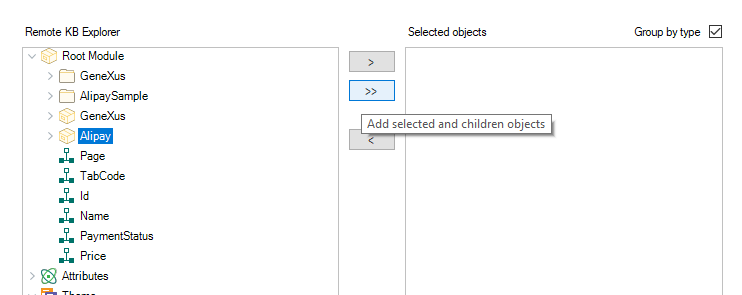 Remote KB Explorer
Selected objects
Group by type
Root Module
GeneXus
AlipaySample
GeneXus
Alipay
Page
TabCode
Id
Name
PaymentStatus
Price
Attributes
Theme
>
>>
Add selected and children objects
<